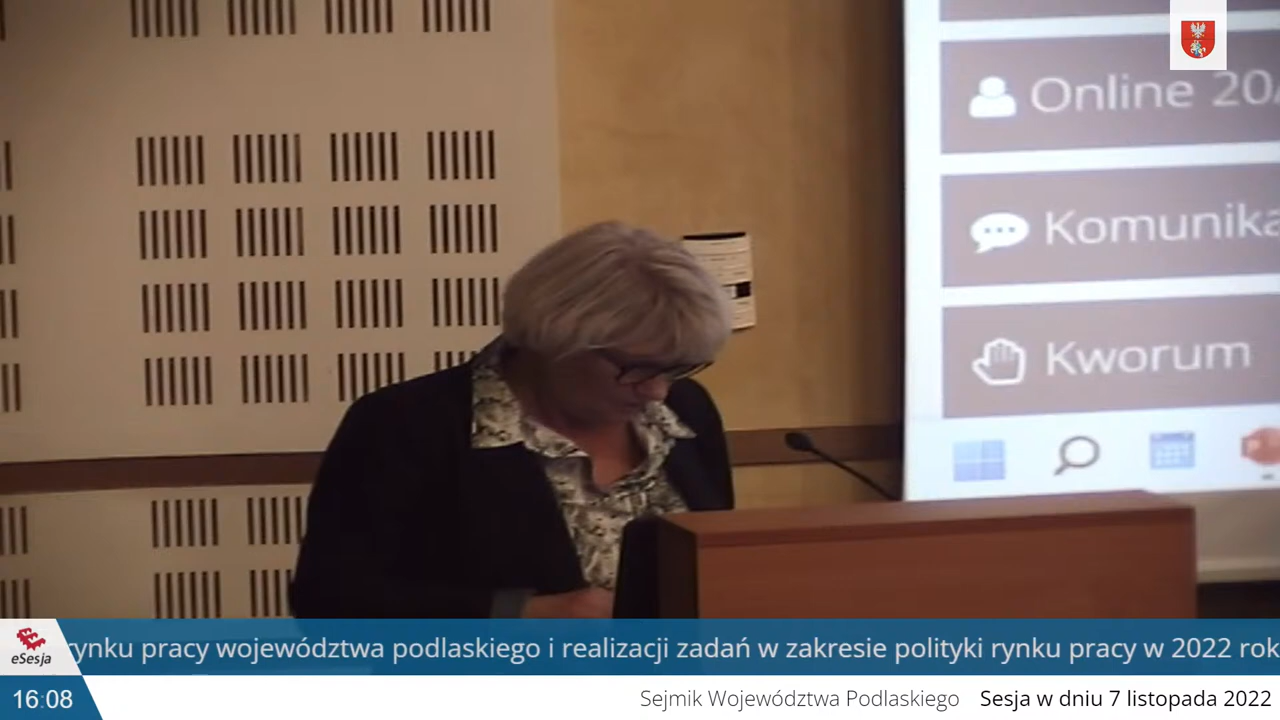 Online 20/
Komunika
Kworum
rynku pracy województwa podlaskiego i realizacji zadań w zakresie polityki rynku pracy w 2022 rok
eSesja
16:08
Sejmik Województwa Podlaskiego
Sesja w dniu 7 listopada 2022